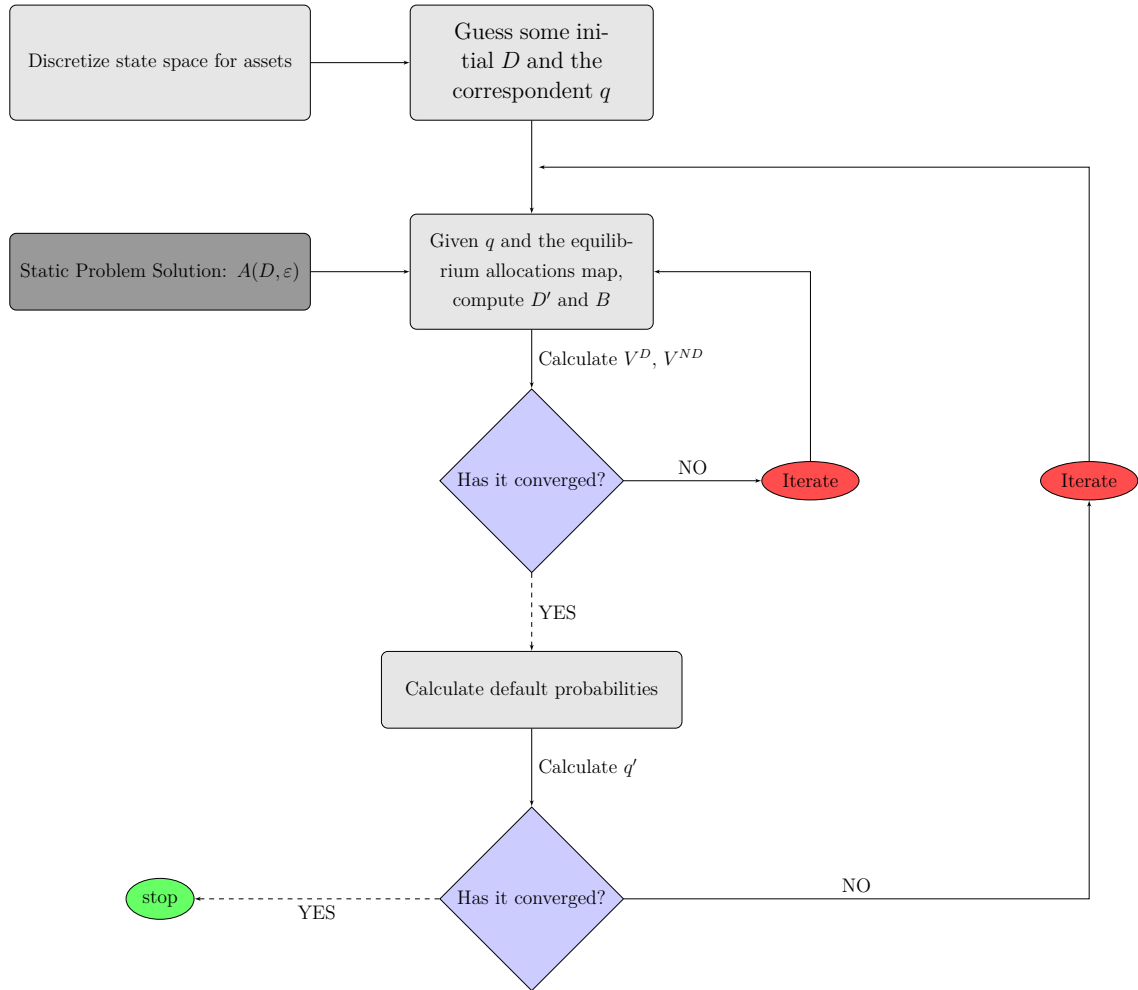 Discretize state space for assets
Guess some ini-
tial D and the
correspondent q
Static Problem Solution: A(D, ε)
Given q and the equilib-
rium allocations map,
compute D′ and B
Calculate V^D, V^ND
Has it converged?
NO
Iterate
Iterate
YES
Calculate default probabilities
Calculate q′
Has it converged?
NO
YES
stop